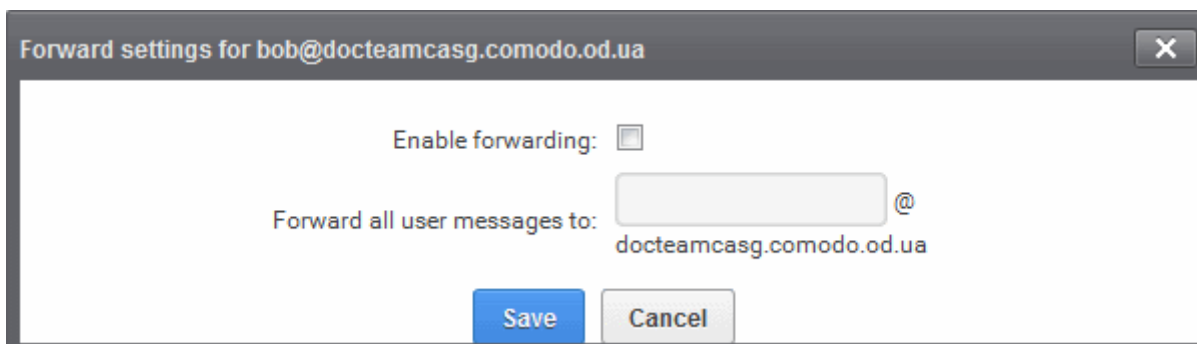 Forward settings for bob@docteamcasg.comodo.od.ua
Enable forwarding:
Forward all user messages to: @
docteamcasg.comodo.od.ua
Save Cancel